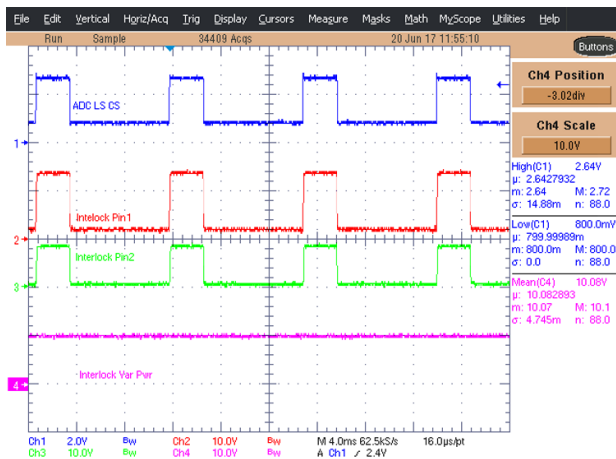 File Edit Vertical Horiz/Acq Trig Display Cursors Measure Masks Math MyScope Utilities Help
Run Sample 34409 Acqs 20 Jun 17 11:55:10
Buttons
Ch4 Position
-3.02div
Ch4 Scale
10.0V
ADC LS CS
1
High(C1) 2.64V
µ: 2.6427932
m: 2.64 M: 2.72
σ: 14.88m n: 88.0
Intelock Pin1
Low(C1) 800.0mV
µ: 799.99989m
m: 800.0m M: 800.0
σ: 0.0 n: 88.0
2
Interlock Pin2
3
Mean(C4) 10.08V
µ: 10.082893
m: 10.07 M: 10.1
σ: 4.745m n: 88.0
Interlock Var Pwr
4
Ch1 2.0V Bw Ch2 10.0V Bw M 4.0ms 62.5kS/s 16.0µs/pt
Ch3 10.0V Bw Ch4 10.0V Bw A Ch1 / 2.4V